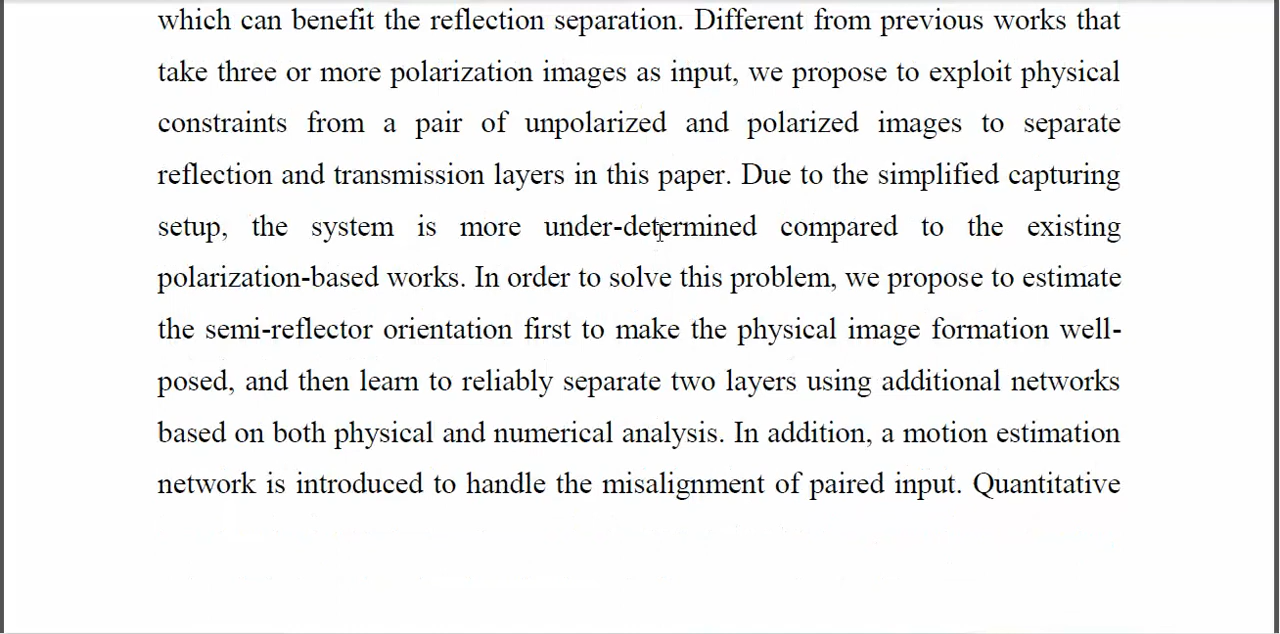 which can benefit the reflection separation. Different from previous works that
take three or more polarization images as input, we propose to exploit physical
constraints from a pair of unpolarized and polarized images to separate
reflection and transmission layers in this paper. Due to the simplified capturing
setup, the system is more under-determined compared to the existing
polarization-based works. In order to solve this problem, we propose to estimate
the semi-reflector orientation first to make the physical image formation well-
posed, and then learn to reliably separate two layers using additional networks
based on both physical and numerical analysis. In addition, a motion estimation
network is introduced to handle the misalignment of paired input. Quantitative